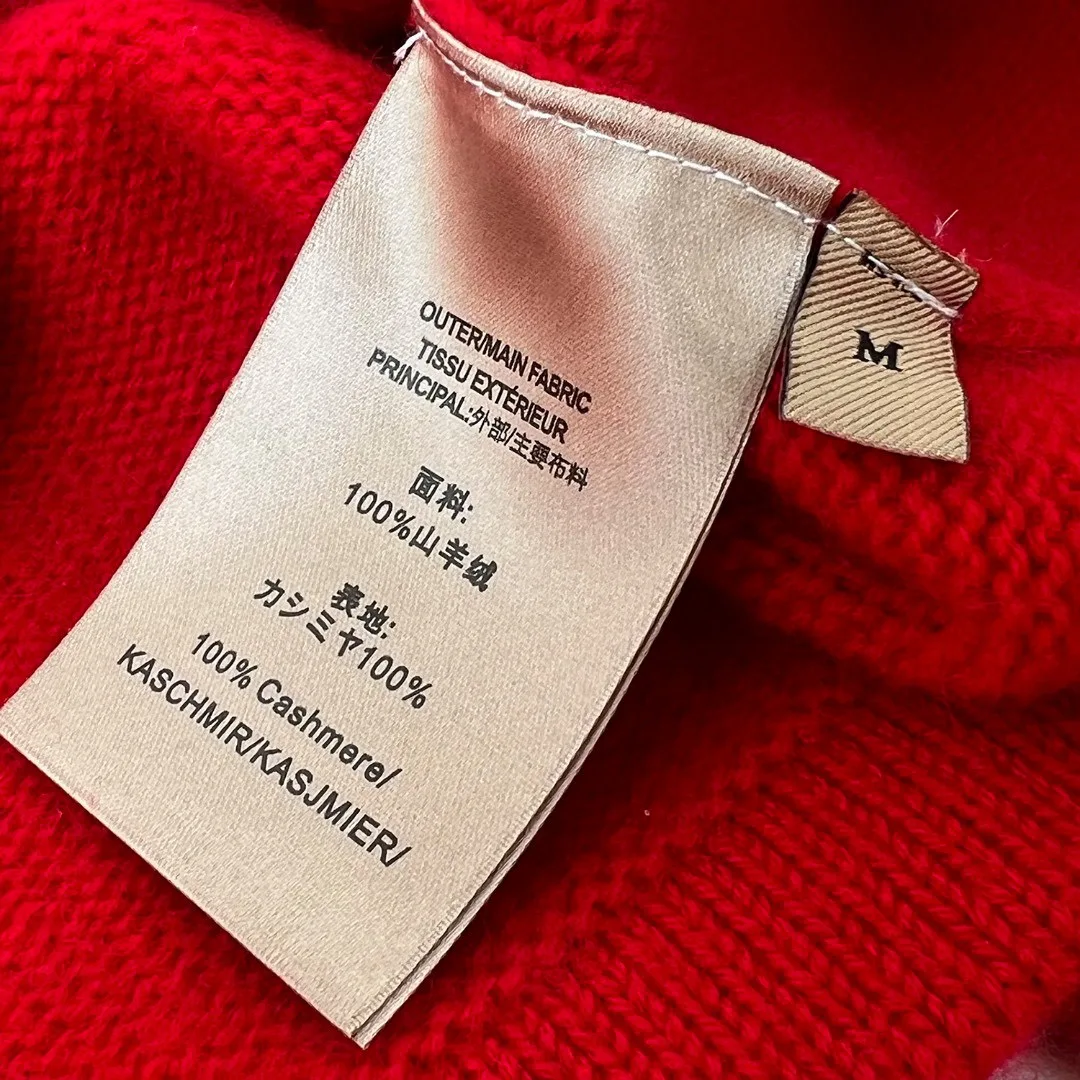 OUTER/MAIN FABRIC
TISSU EXTÉRIEUR
PRINCIPAL:外部/主要布料
面料:
100%山羊绒
表地:
カシミヤ100%
100% Cashmere/
KASCHMIR/KASJMIER/
M